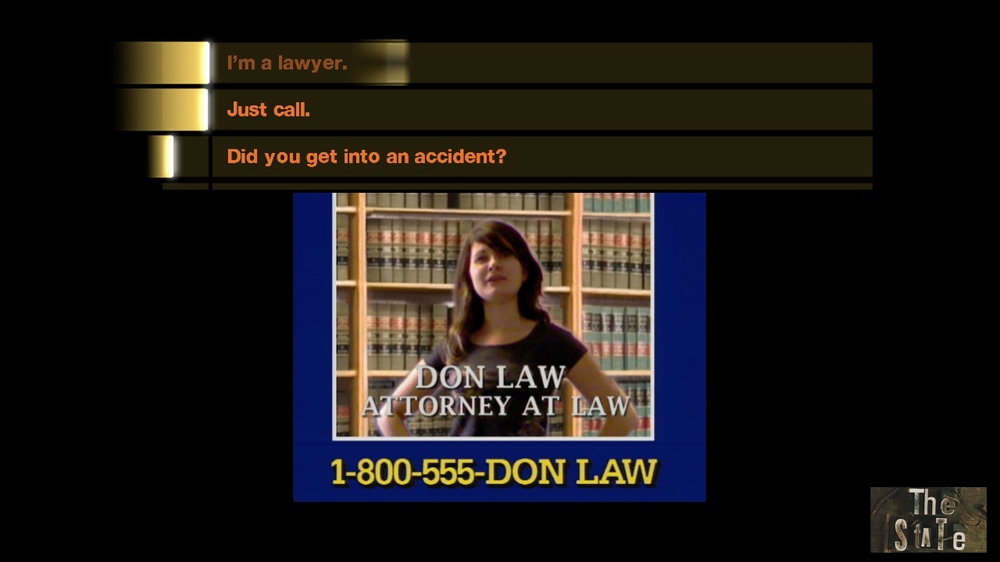 I'm a lawyer.
Just call.
Did you get into an accident?
DON LAW
ATTORNEY AT LAW
1-800-555-DON LAW
The
StaTe